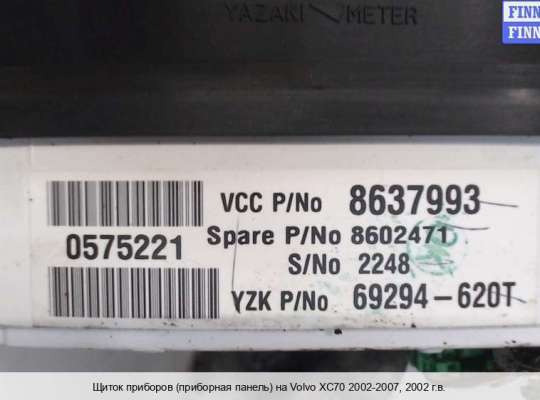 YAZAKI METER
FINN
FINN
VCC P/No 8637993
0575221
Spare P/No 8602471
S/No 2248
YZK P/No 69294-620T
Щиток приборов (приборная панель) на Volvo XC70 2002-2007, 2002 г.в.